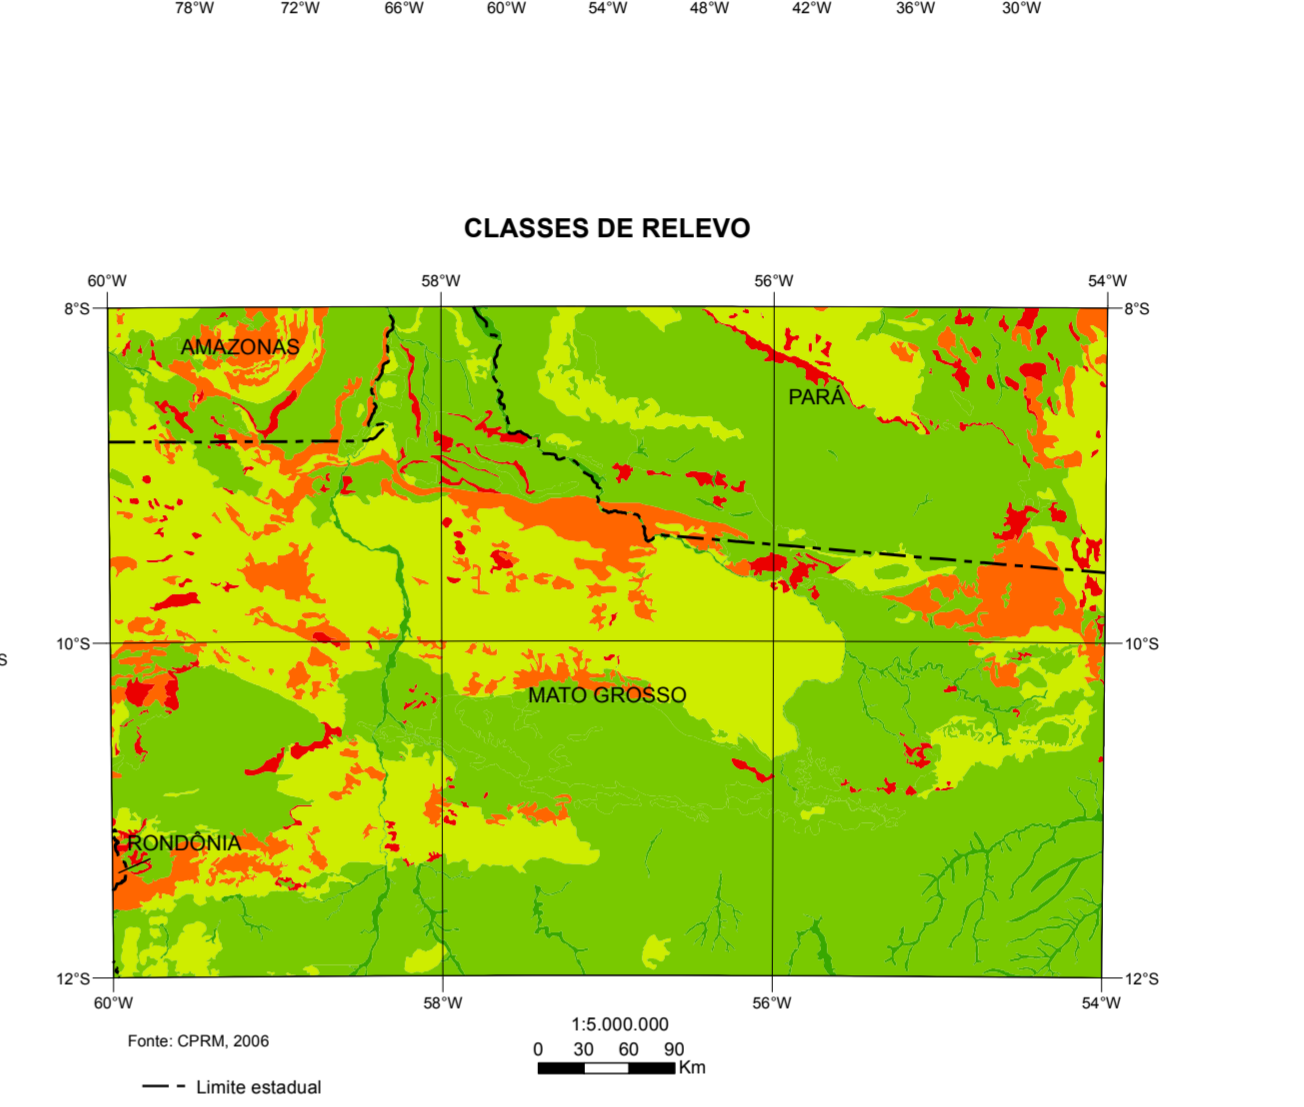 78°W 72°W 66°W 60°W 54°W 48°W 42°W 36°W 30°W
CLASSES DE RELEVO
60°W 58°W 56°W 54°W
8°S 8°S
AMAZONAS
PARÁ
10°S 10°S
S
MATO GROSSO
RONDÔNIA
12°S 12°S
60°W 58°W 56°W 54°W
1:5.000.000
Fonte: CPRM, 2006
0 30 60 90
Km
Limite estadual